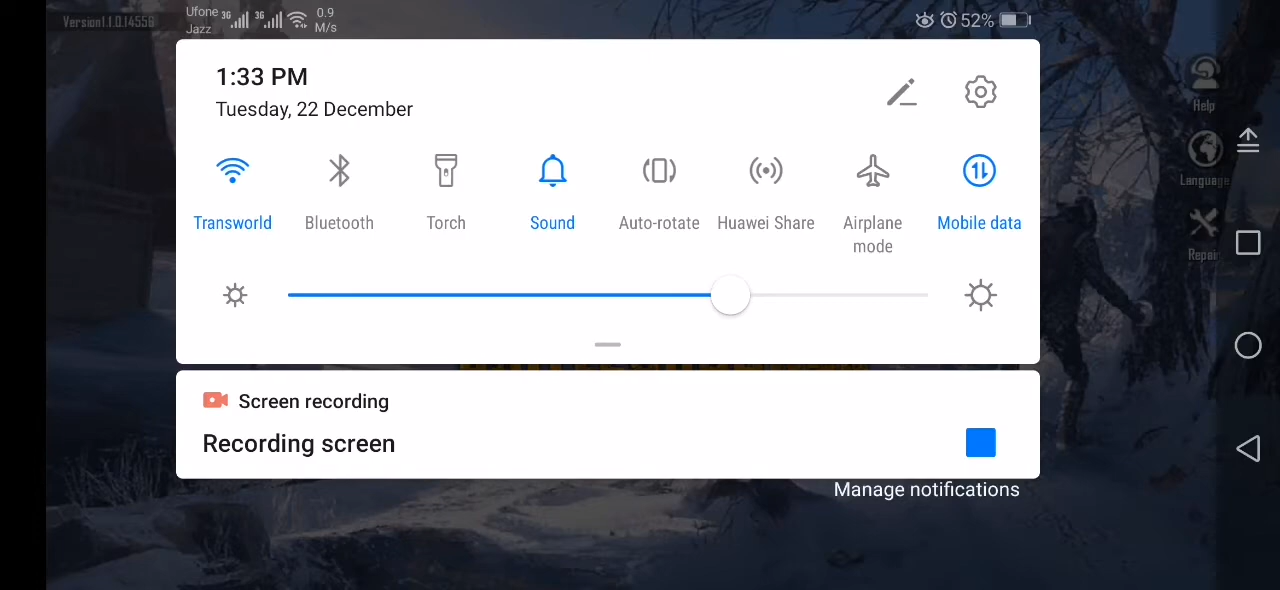 Version1.1.0.14556
Ufone 3G 3G 0.9
Jazz M/s
52%
1:33 PM
Tuesday, 22 December
Transworld Bluetooth Torch Sound Auto-rotate Huawei Share Airplane mode Mobile data
Screen recording
Recording screen
Manage notifications
Help
Language
Repair